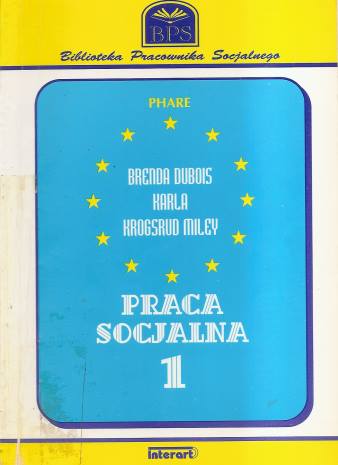 BPS
Biblioteka Pracownika Socjalnego
PHARE
BRENDA DUBOIS
KARLA
KROGSRUD MILEY
PRACA
SOCJALNA
1
Interart